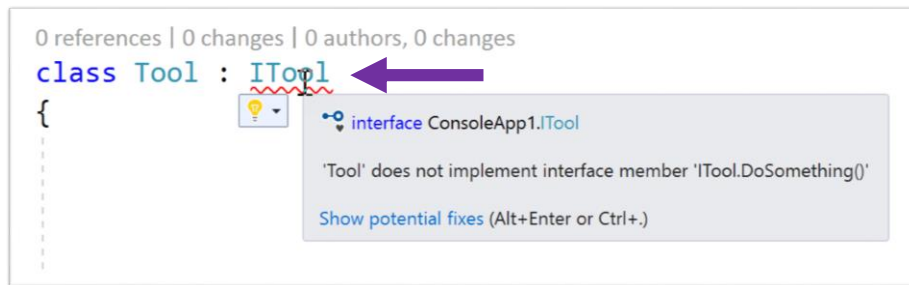 0 references | 0 changes | 0 authors, 0 changes
class Tool : ITool
{
interface ConsoleApp1.ITool
'Tool' does not implement interface member 'ITool.DoSomething()'
Show potential fixes (Alt+Enter or Ctrl+.)